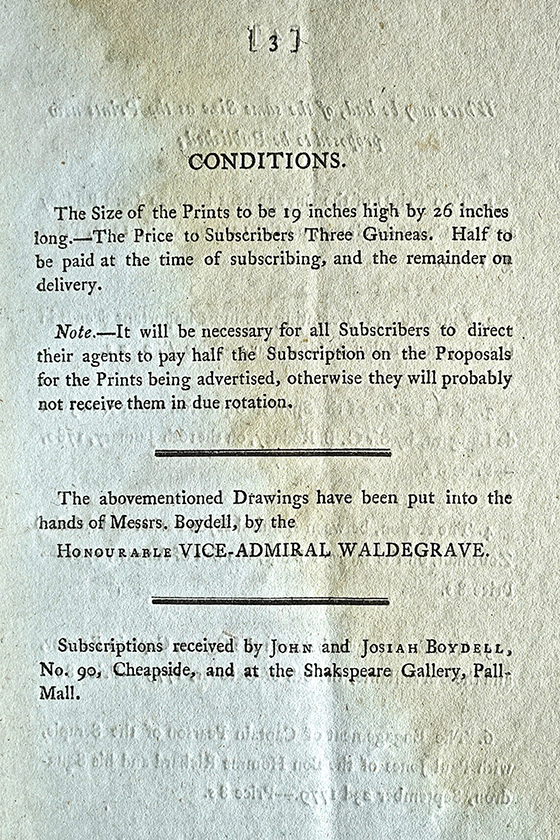 [ 3 ]
CONDITIONS.
The Size of the Prints to be 19 inches high by 26 inches
long.—The Price to Subscribers Three Guineas. Half to
be paid at the time of subscribing, and the remainder on
delivery.
Note.—It will be necessary for all Subscribers to direct
their agents to pay half the Subscription on the Proposals
for the Prints being advertised, otherwise they will probably
not receive them in due rotation.
The abovementioned Drawings have been put into the
hands of Messrs. Boydell, by the
HONOURABLE VICE-ADMIRAL WALDEGRAVE.
Subscriptions received by JOHN and JOSIAH BOYDELL,
No. 90, Cheapside, and at the Shakspeare Gallery, Pall-
Mall.